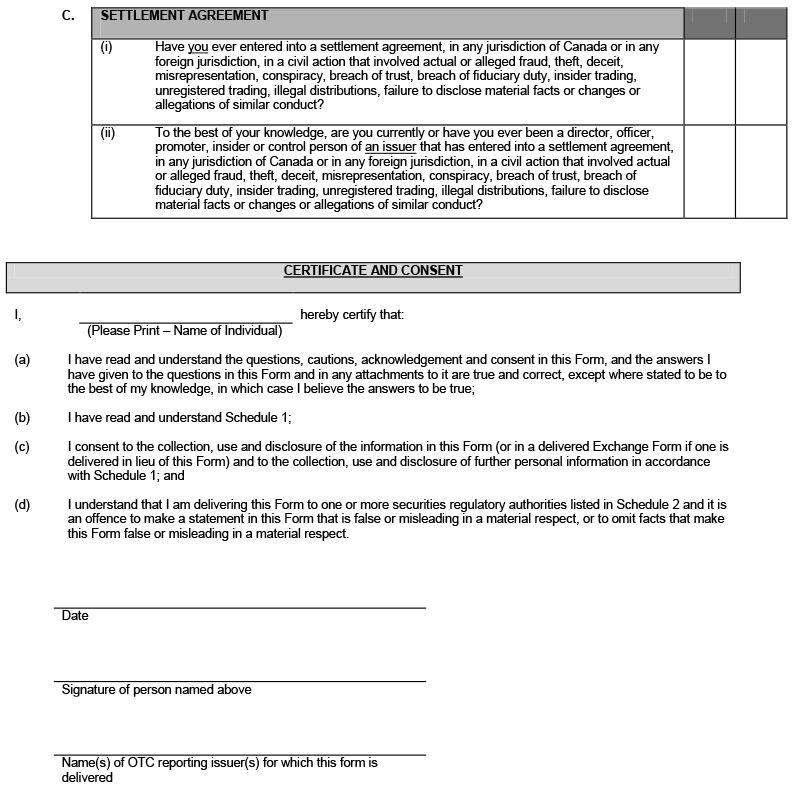 C. SETTLEMENT AGREEMENT
(i) Have you ever entered into a settlement agreement, in any jurisdiction of Canada or in any
foreign jurisdiction, in a civil action that involved actual or alleged fraud, theft, deceit,
misrepresentation, conspiracy, breach of trust, breach of fiduciary duty, insider trading,
unregistered trading, illegal distributions, failure to disclose material facts or changes or
allegations of similar conduct?
(ii) To the best of your knowledge, are you currently or have you ever been a director, officer,
promoter, insider or control person of an issuer that has entered into a settlement agreement,
in any jurisdiction of Canada or in any foreign jurisdiction, in a civil action that involved actual
or alleged fraud, theft, deceit, misrepresentation, conspiracy, breach of trust, breach of
fiduciary duty, insider trading, unregistered trading, illegal distributions, failure to disclose
material facts or changes or allegations of similar conduct?
CERTIFICATE AND CONSENT
I, hereby certify that:
(Please Print – Name of Individual)
(a) I have read and understand the questions, cautions, acknowledgement and consent in this Form, and the answers I
have given to the questions in this Form and in any attachments to it are true and correct, except where stated to be to
the best of my knowledge, in which case I believe the answers to be true;
(b) I have read and understand Schedule 1;
(c) I consent to the collection, use and disclosure of the information in this Form (or in a delivered Exchange Form if one is
delivered in lieu of this Form) and to the collection, use and disclosure of further personal information in accordance
with Schedule 1; and
(d) I understand that I am delivering this Form to one or more securities regulatory authorities listed in Schedule 2 and it is
an offence to make a statement in this Form that is false or misleading in a material respect, or to omit facts that make
this Form false or misleading in a material respect.
Date
Signature of person named above
Name(s) of OTC reporting issuer(s) for which this form is
delivered